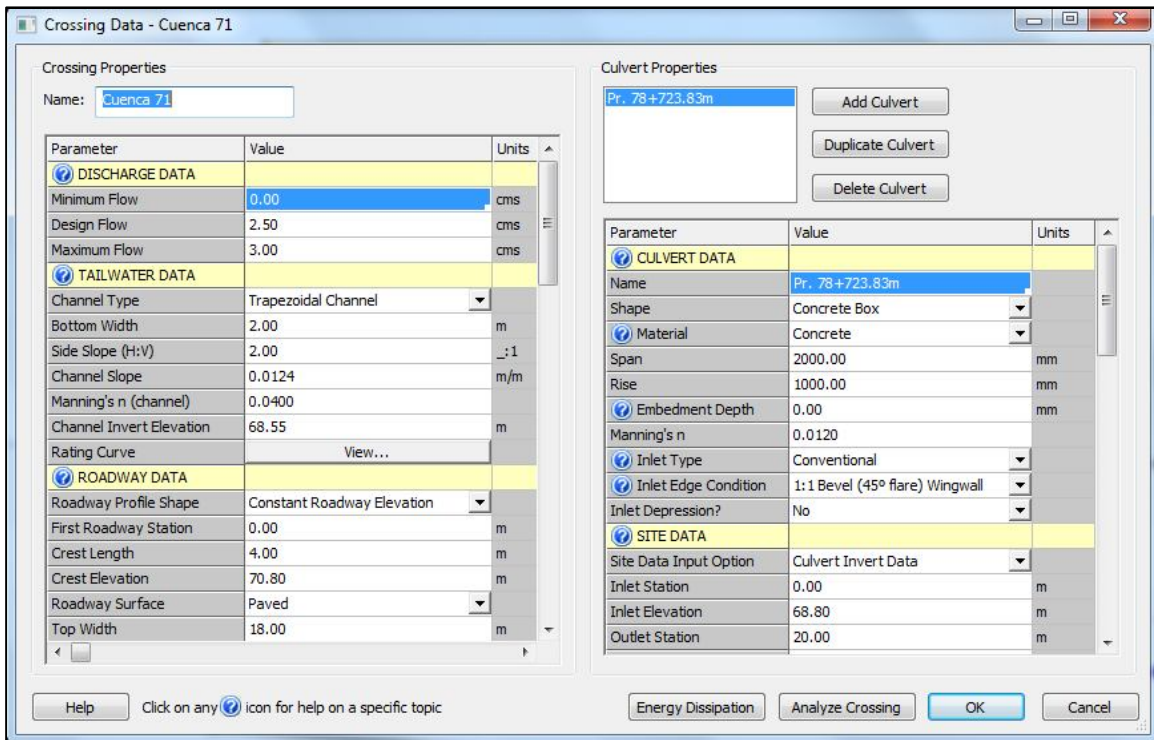 Crossing Data - Cuenca 71
Crossing Properties
Name: Cuenca 71
Parameter Value Units
DISCHARGE DATA
Minimum Flow 0.00 cms
Design Flow 2.50 cms
Maximum Flow 3.00 cms
TAILWATER DATA
Channel Type Trapezoidal Channel
Bottom Width 2.00 m
Side Slope (H:V) 2.00 _:1
Channel Slope 0.0124 m/m
Manning's n (channel) 0.0400
Channel Invert Elevation 68.55 m
Rating Curve View...
ROADWAY DATA
Roadway Profile Shape Constant Roadway Elevation
First Roadway Station 0.00 m
Crest Length 4.00 m
Crest Elevation 70.80 m
Roadway Surface Paved
Top Width 18.00 m
Culvert Properties
Pr. 78+723.83m
Add Culvert
Duplicate Culvert
Delete Culvert
Parameter Value Units
CULVERT DATA
Name Pr. 78+723.83m
Shape Concrete Box
Material Concrete
Span 2000.00 mm
Rise 1000.00 mm
Embedment Depth 0.00 mm
Manning's n 0.0120
Inlet Type Conventional
Inlet Edge Condition 1:1 Bevel (45º flare) Wingwall
Inlet Depression? No
SITE DATA
Site Data Input Option Culvert Invert Data
Inlet Station 0.00 m
Inlet Elevation 68.80 m
Outlet Station 20.00 m
Help Click on any ? icon for help on a specific topic Energy Dissipation Analyze Crossing OK Cancel